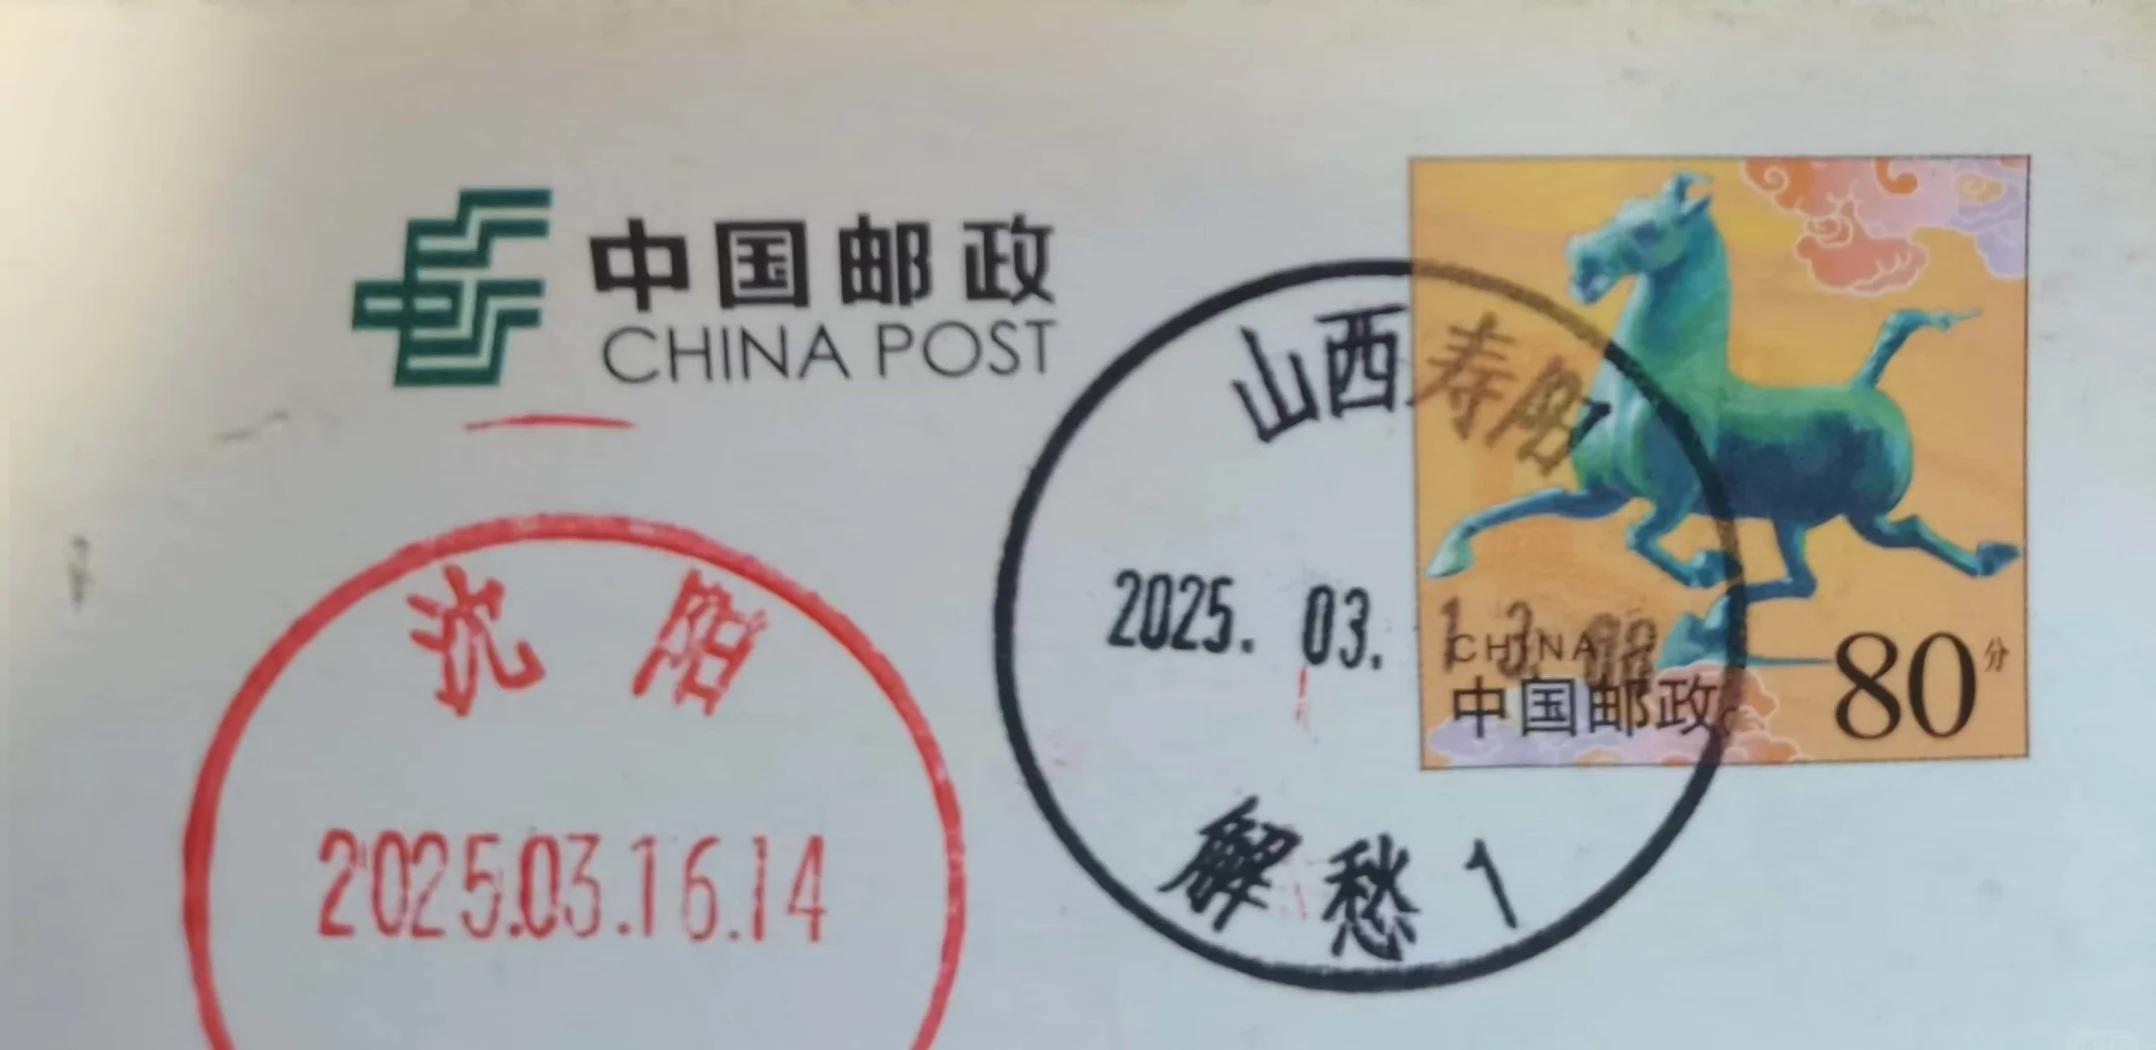 中国邮政
CHINA POST
山西寿阳
2025. 03. 13.
解愁1
CHINA
中国邮政
80分
沈阳
2025.03.16.14